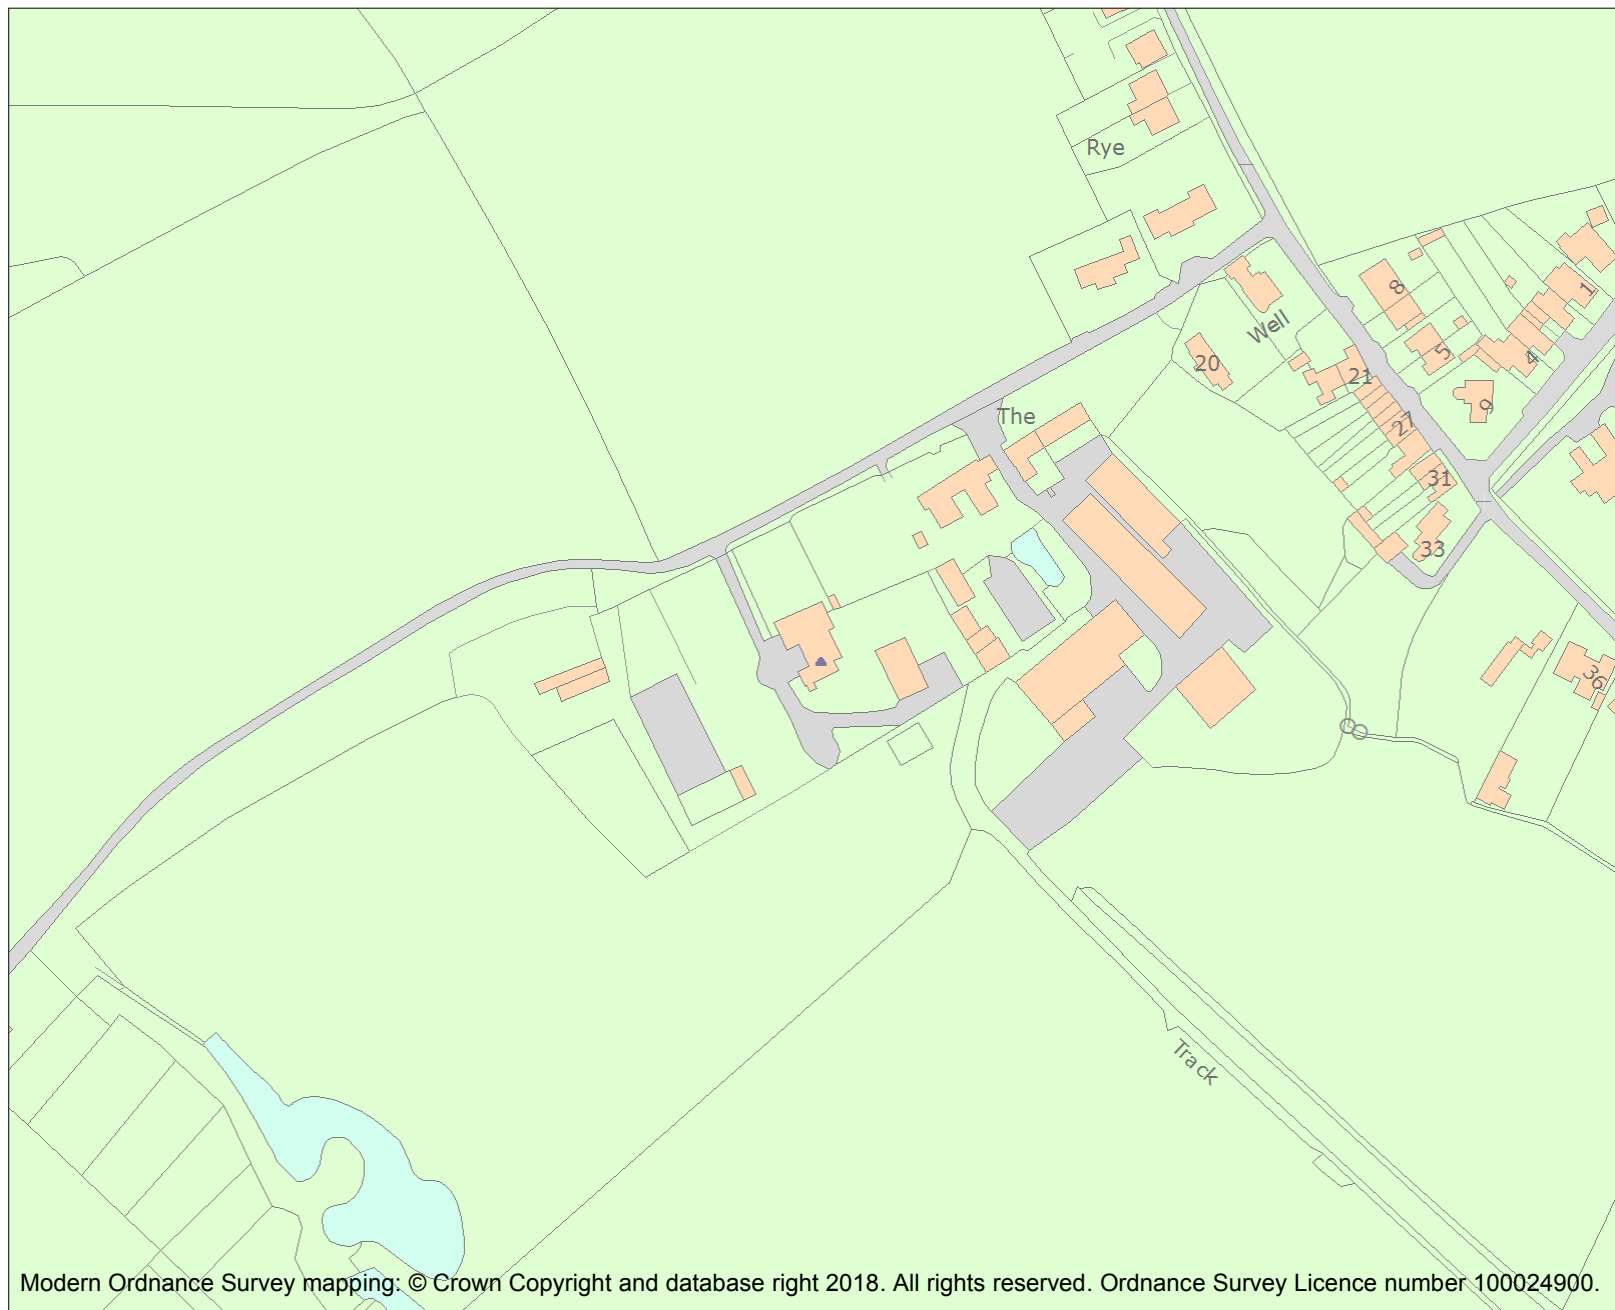 Rye
8
1
Well
5
4
20
21
9
The
27
31
33
36
Track
Modern Ordnance Survey mapping: © Crown Copyright and database right 2018. All rights reserved. Ordnance Survey Licence number 100024900.